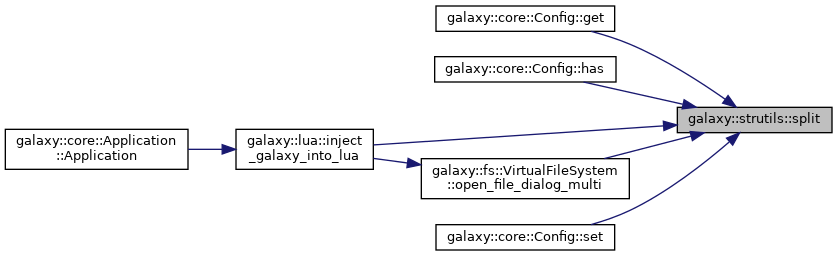 galaxy::core::Config::get
galaxy::core::Config::has
galaxy::strutils::split
galaxy::core::Application
::Application
galaxy::lua::inject
_galaxy_into_lua
galaxy::fs::VirtualFileSystem
::open_file_dialog_multi
galaxy::core::Config::set